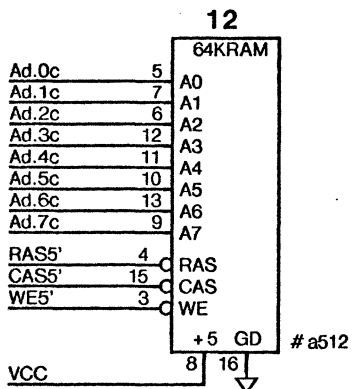 12
64KRAM
Ad.0c 5 A0
Ad.1c 7 A1
Ad.2c 6 A2
Ad.3c 12 A3
Ad.4c 11 A4
Ad.5c 10 A5
Ad.6c 13 A6
Ad.7c 9 A7
RAS5' 4 RAS
CAS5' 15 CAS
WE5' 3 WE
+5 GD # a512
VCC 8 16